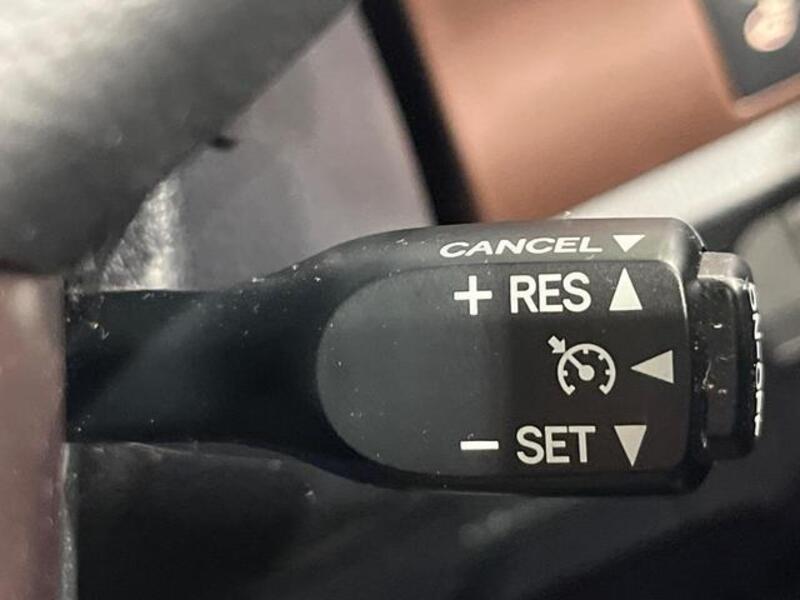 CANCEL
+ RES
- SET